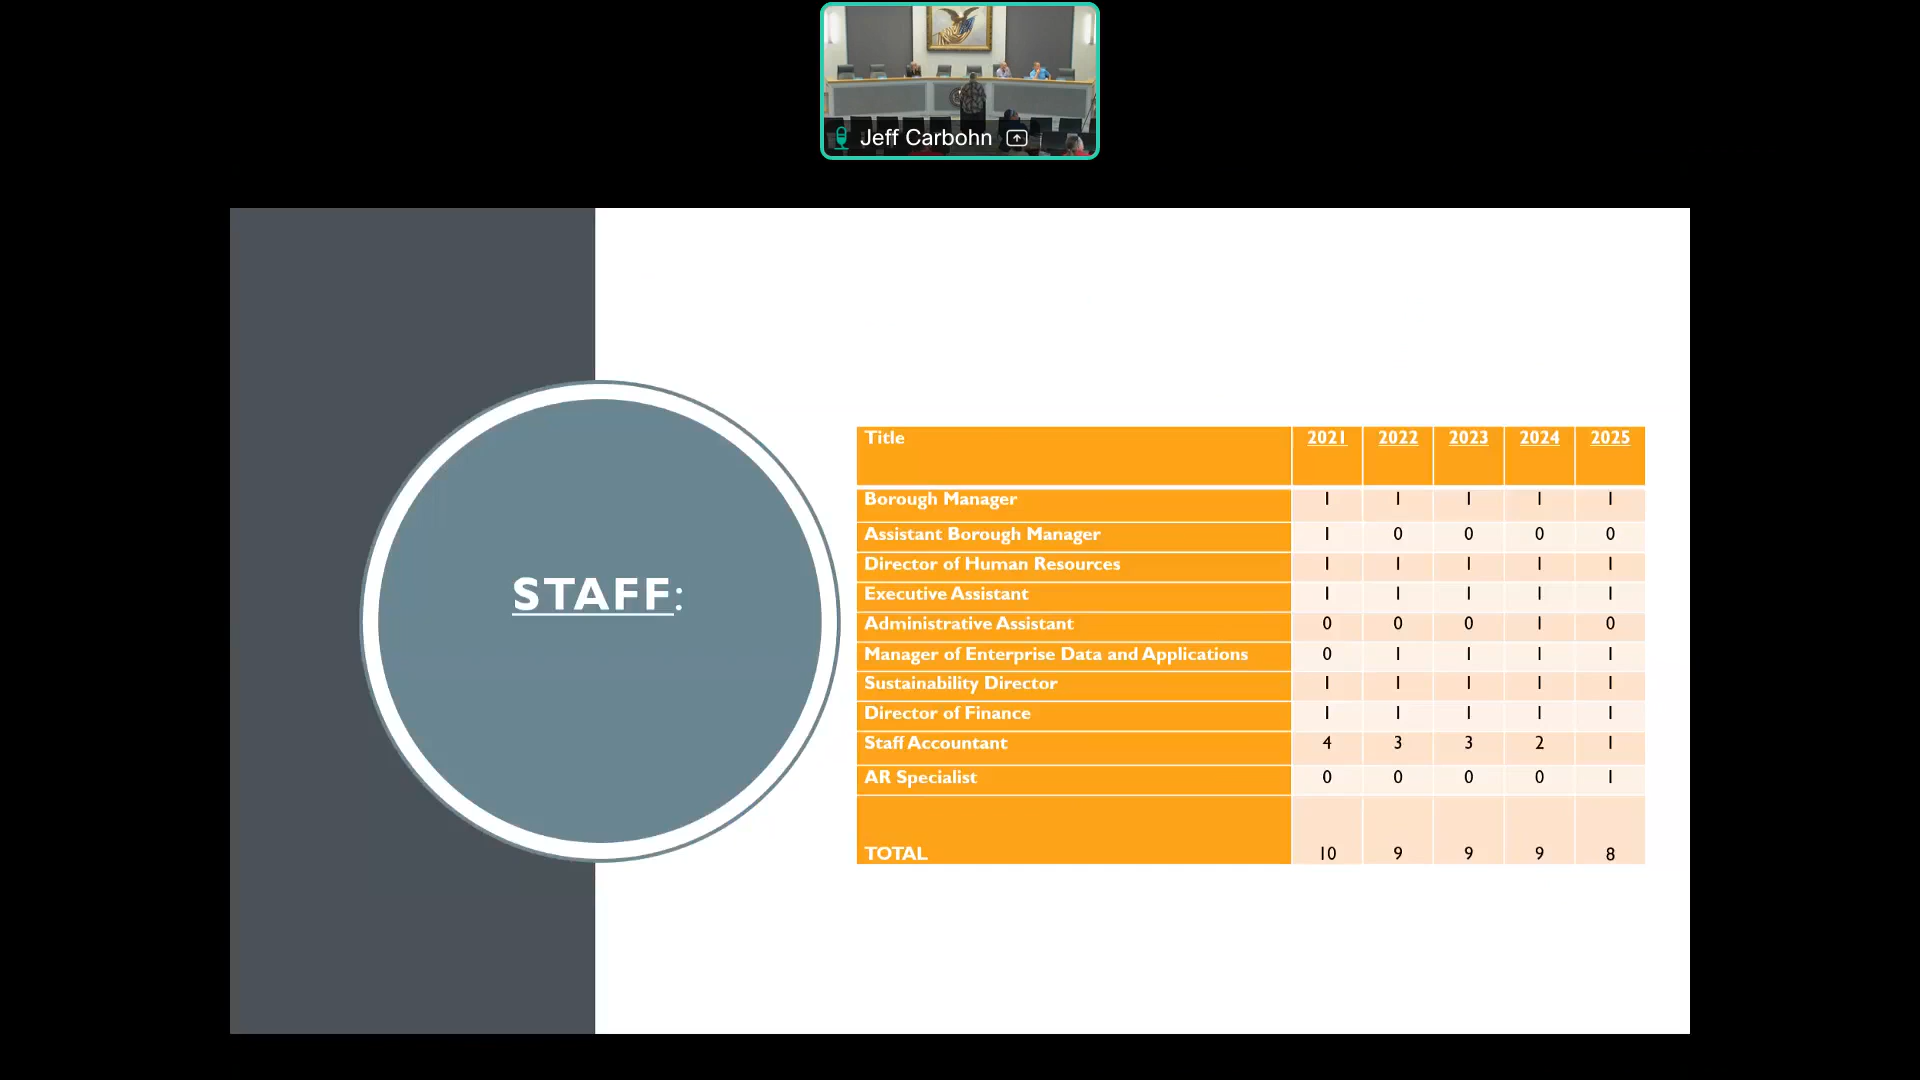 Jeff Carbohn
STAFF:
Title 2021 2022 2023 2024 2025
Borough Manager 1 1 1 1 1
Assistant Borough Manager 1 0 0 0 0
Director of Human Resources 1 1 1 1 1
Executive Assistant 1 1 1 1 1
Administrative Assistant 0 0 0 1 0
Manager of Enterprise Data and Applications 0 1 1 1 1
Sustainability Director 1 1 1 1 1
Director of Finance 1 1 1 1 1
Staff Accountant 4 3 3 2 1
AR Specialist 0 0 0 0 1
TOTAL 10 9 9 9 8